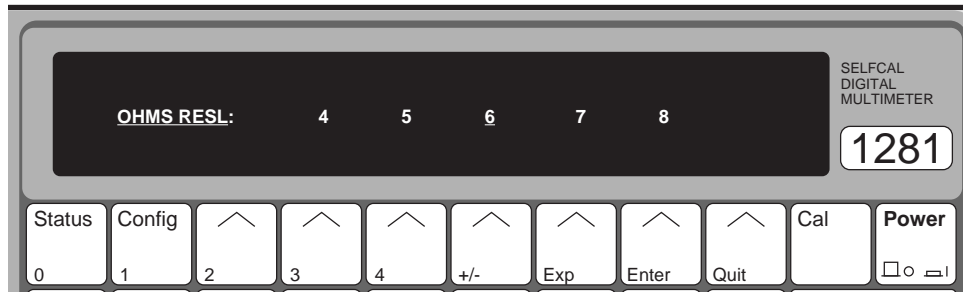 SELFCAL
DIGITAL
MULTIMETER
OHMS RESL: 4 5 6 7 8
1281
Status Config Cal Power
0 1 2 3 4 +/- Exp Enter Quit